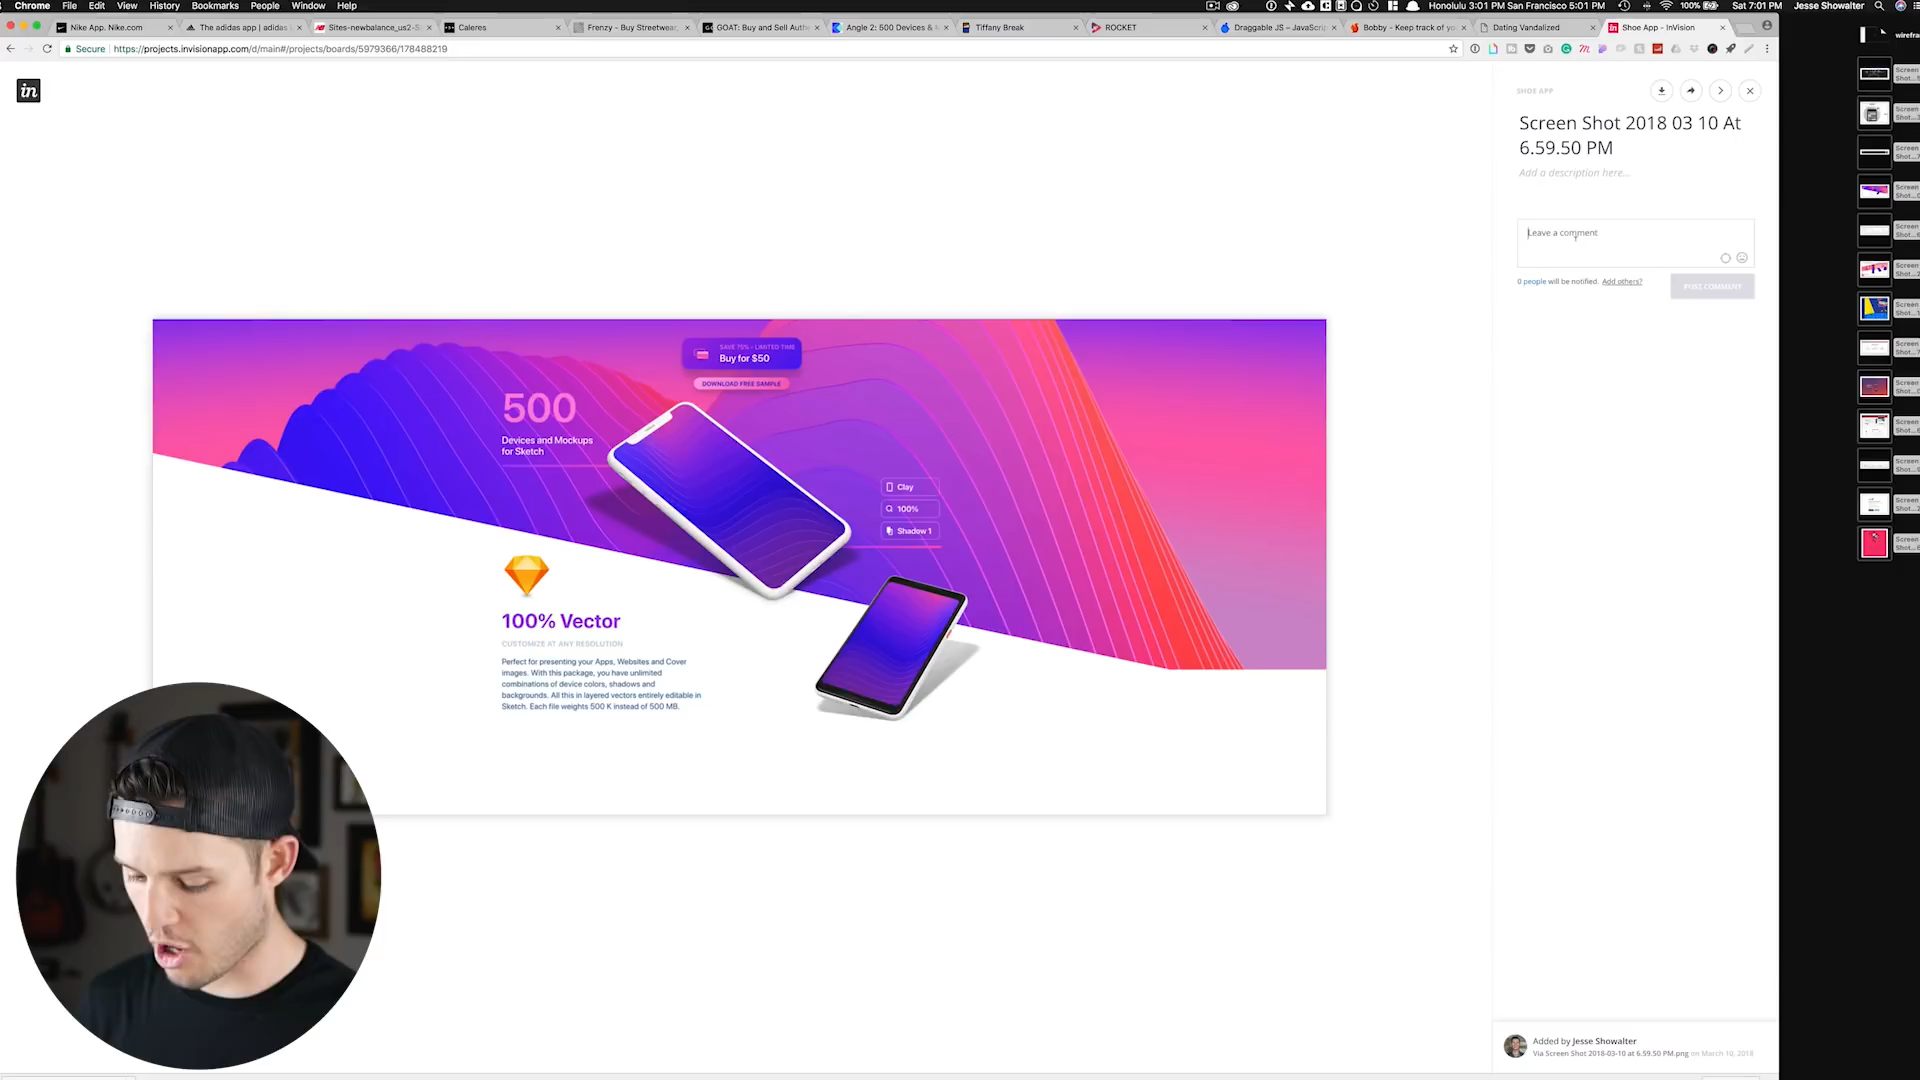 Chrome File Edit View History Bookmarks People Window Help
Honolulu 3:01 PM San Francisco 5:01 PM 100% Sat 7:01 PM Jesse Showalter
Nike App. Nike.com
The adidas app | adidas
Sites-newbalance_us2-S
Caleres
Frenzy - Buy Streetwear,
GOAT: Buy and Sell Authe
Angle 2: 500 Devices &
Tiffany Break
ROCKET
Draggable JS – JavaScri
Bobby - Keep track of yo
Dating Vandalized
Shoe App - InVision
Secure https://projects.invisionapp.com/d/main#/projects/boards/5979366/178488219
in
SHOE APP
Screen Shot 2018 03 10 At
6.59.50 PM
Add a description here...
Leave a comment
0 people will be notified. Add others?
POST COMMENT
SAVE 75% • LIMITED TIME
Buy for $50
DOWNLOAD FREE SAMPLE
500
Devices and Mockups
for Sketch
Clay
100%
Shadow 1
100% Vector
CUSTOMIZE AT ANY RESOLUTION
Perfect for presenting your Apps, Websites and Cover
images. With this package, you have unlimited
combinations of device colors, shadows and
backgrounds. All this in layered vectors entirely editable in
Sketch. Each file weights 500 K instead of 500 MB.
Added by Jesse Showalter
Via Screen Shot 2018-03-10 at 6.59.50 PM.png on March 10, 2018